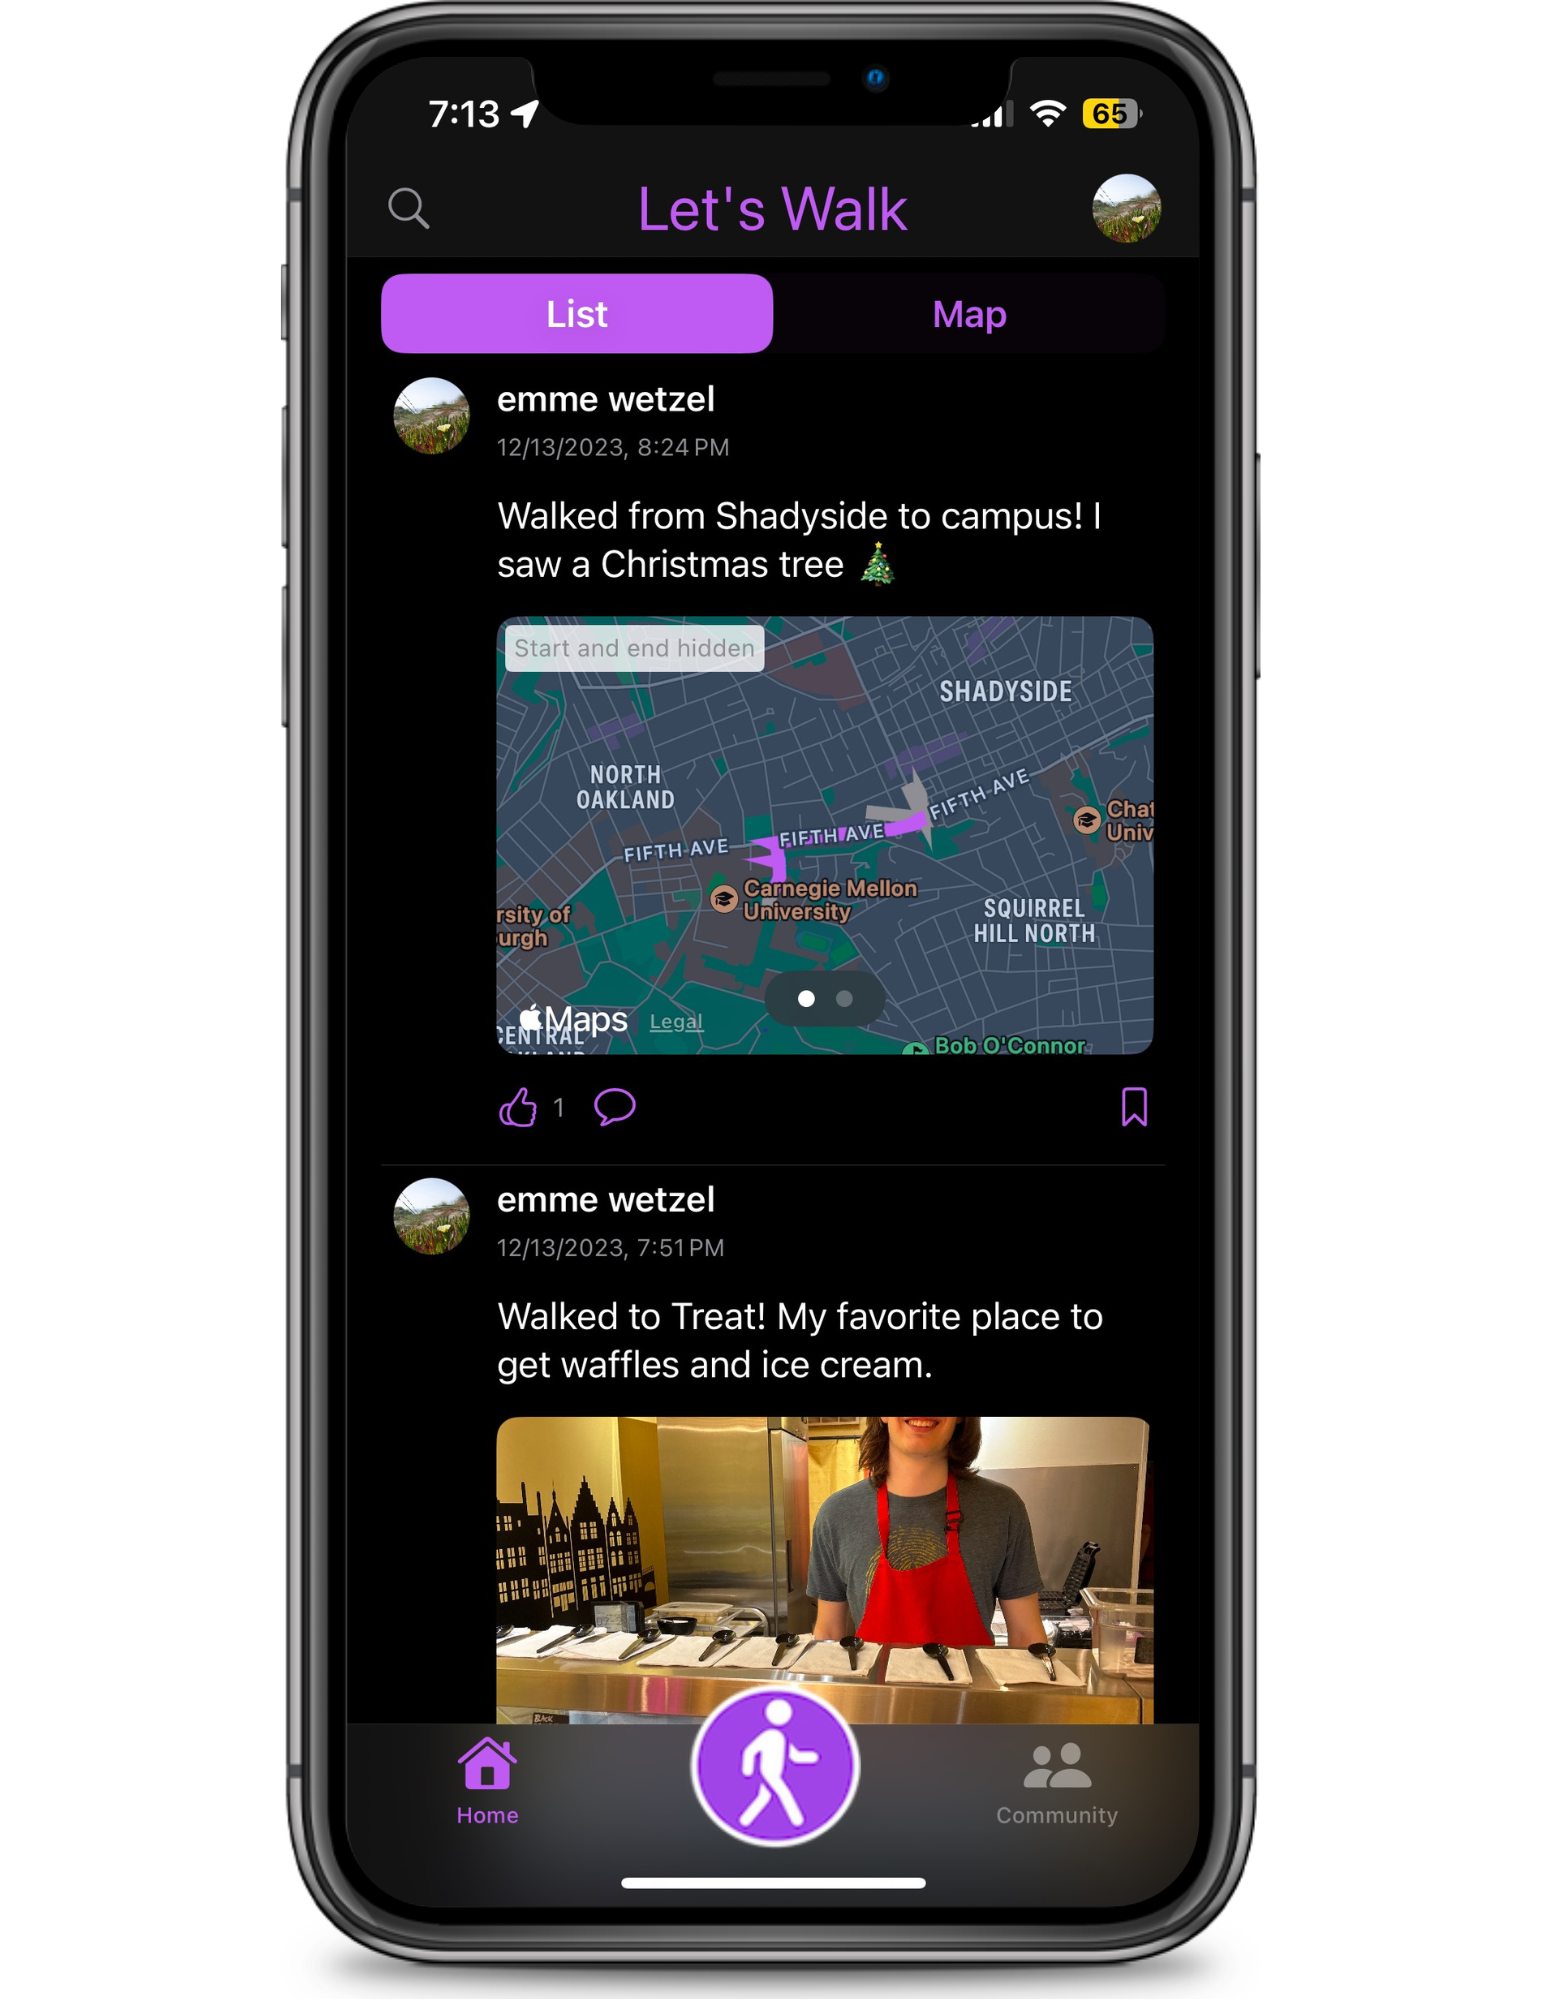 7:13
65
Let's Walk
List
Map
emme wetzel
12/13/2023, 8:24 PM
Walked from Shadyside to campus! I
saw a Christmas tree 🎄
Start and end hidden
SHADYSIDE
NORTH
OAKLAND
FIFTH AVE
FIFTH AVE
FIFTH AVE
Chat
Univ
Carnegie Mellon
University
rsity of
urgh
SQUIRREL
HILL NORTH
Maps
Legal
CENTRAL
Bob O'Connor
1
emme wetzel
12/13/2023, 7:51 PM
Walked to Treat! My favorite place to
get waffles and ice cream.
BLACK
Home
Community